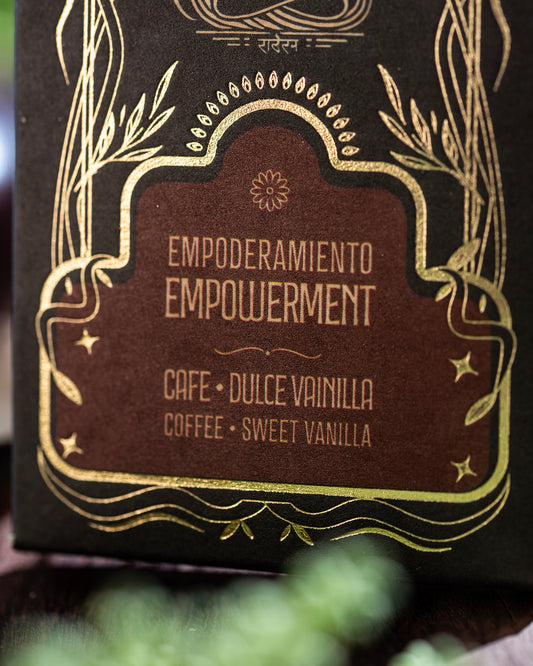 EMPODERAMIENTO
EMPOWERMENT
CAFE • DULCE VAINILLA
COFFEE • SWEET VANILLA